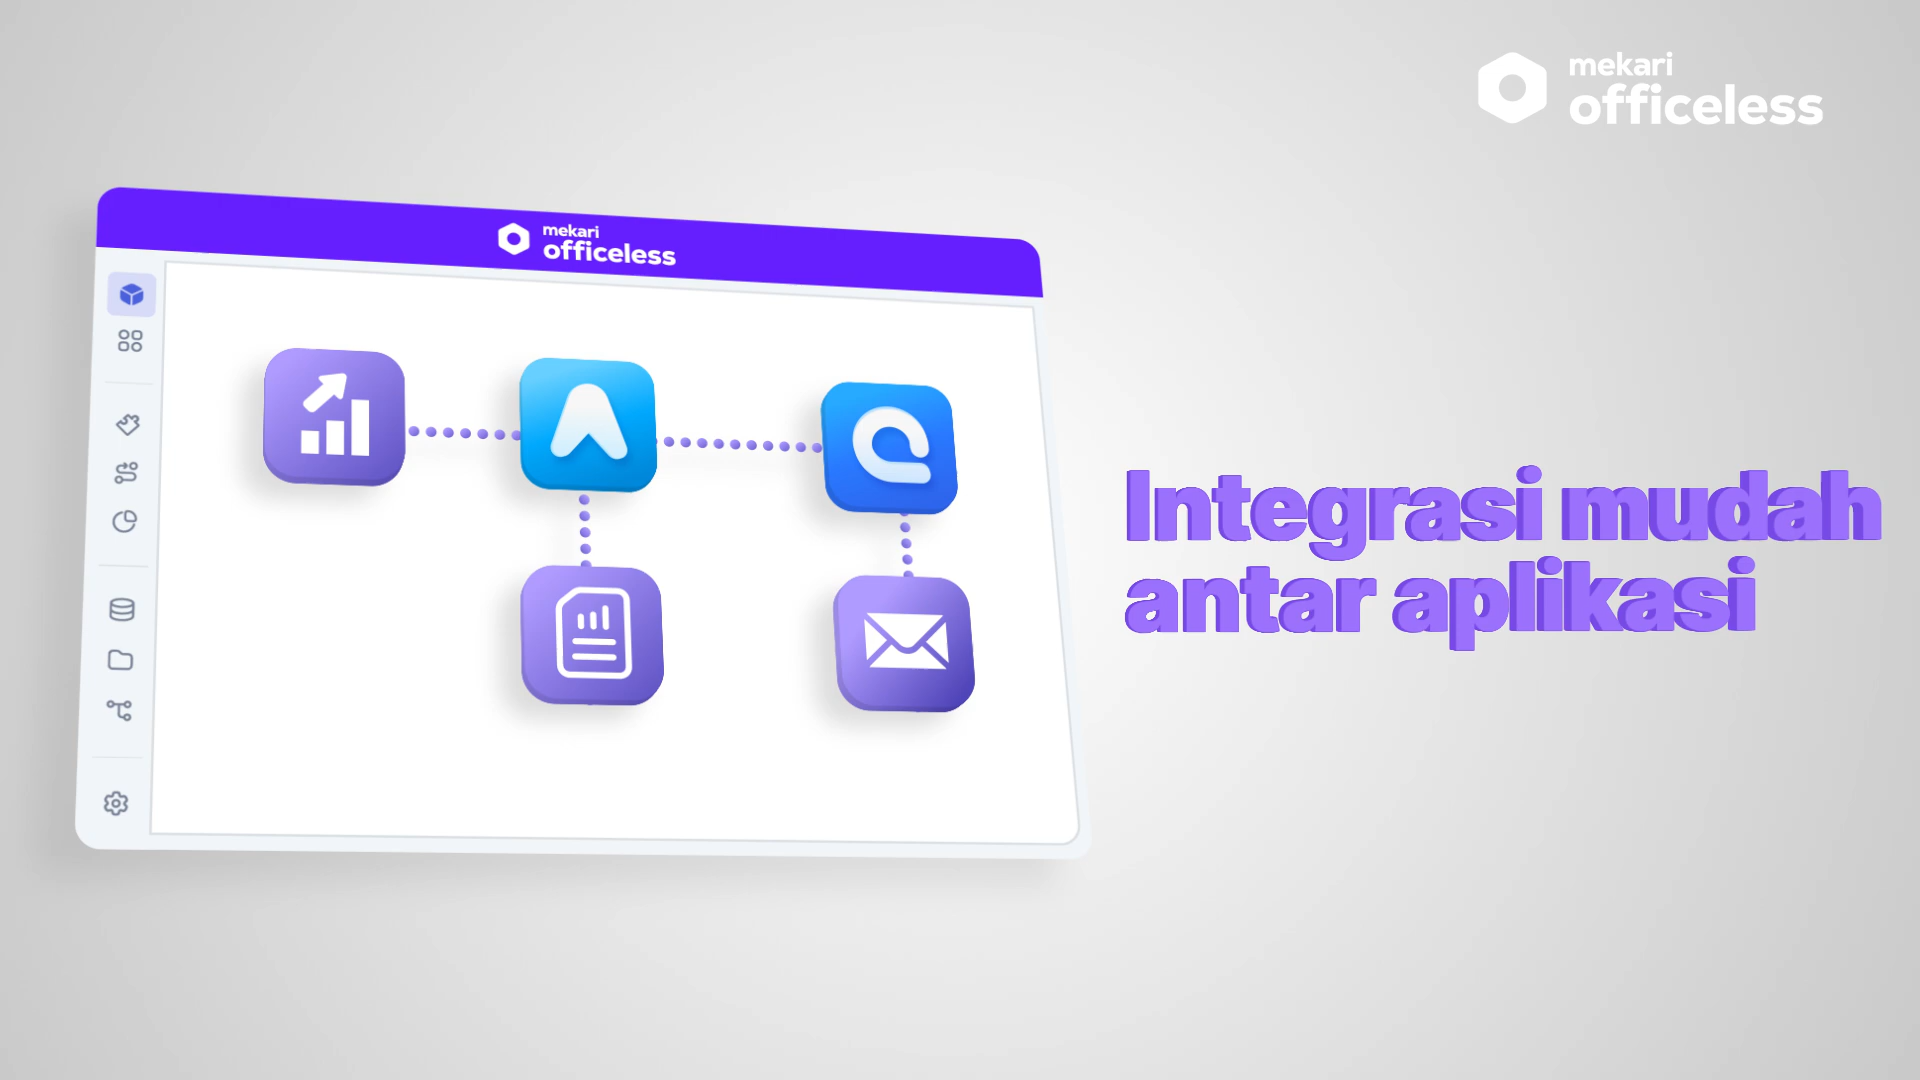 mekari
officeless
mekari
officeless
Integrasi mudah
antar aplikasi